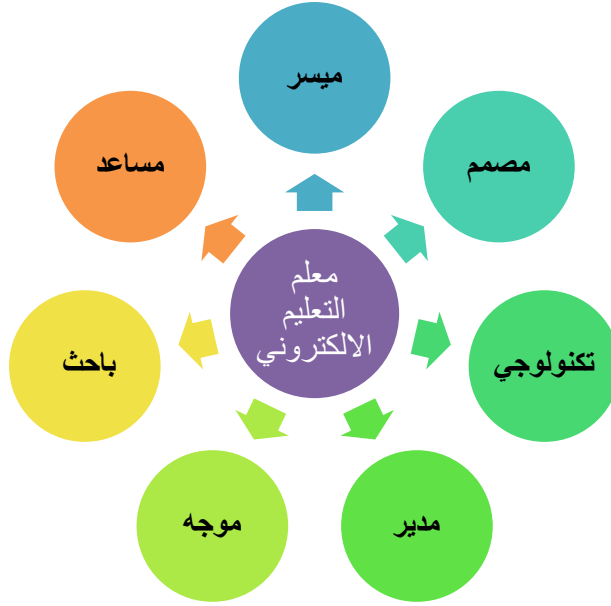 ميسر
مصمم
تكنولوجي
مدير
موجه
باحث
مساعد
معلم
التعليم
الالكتروني